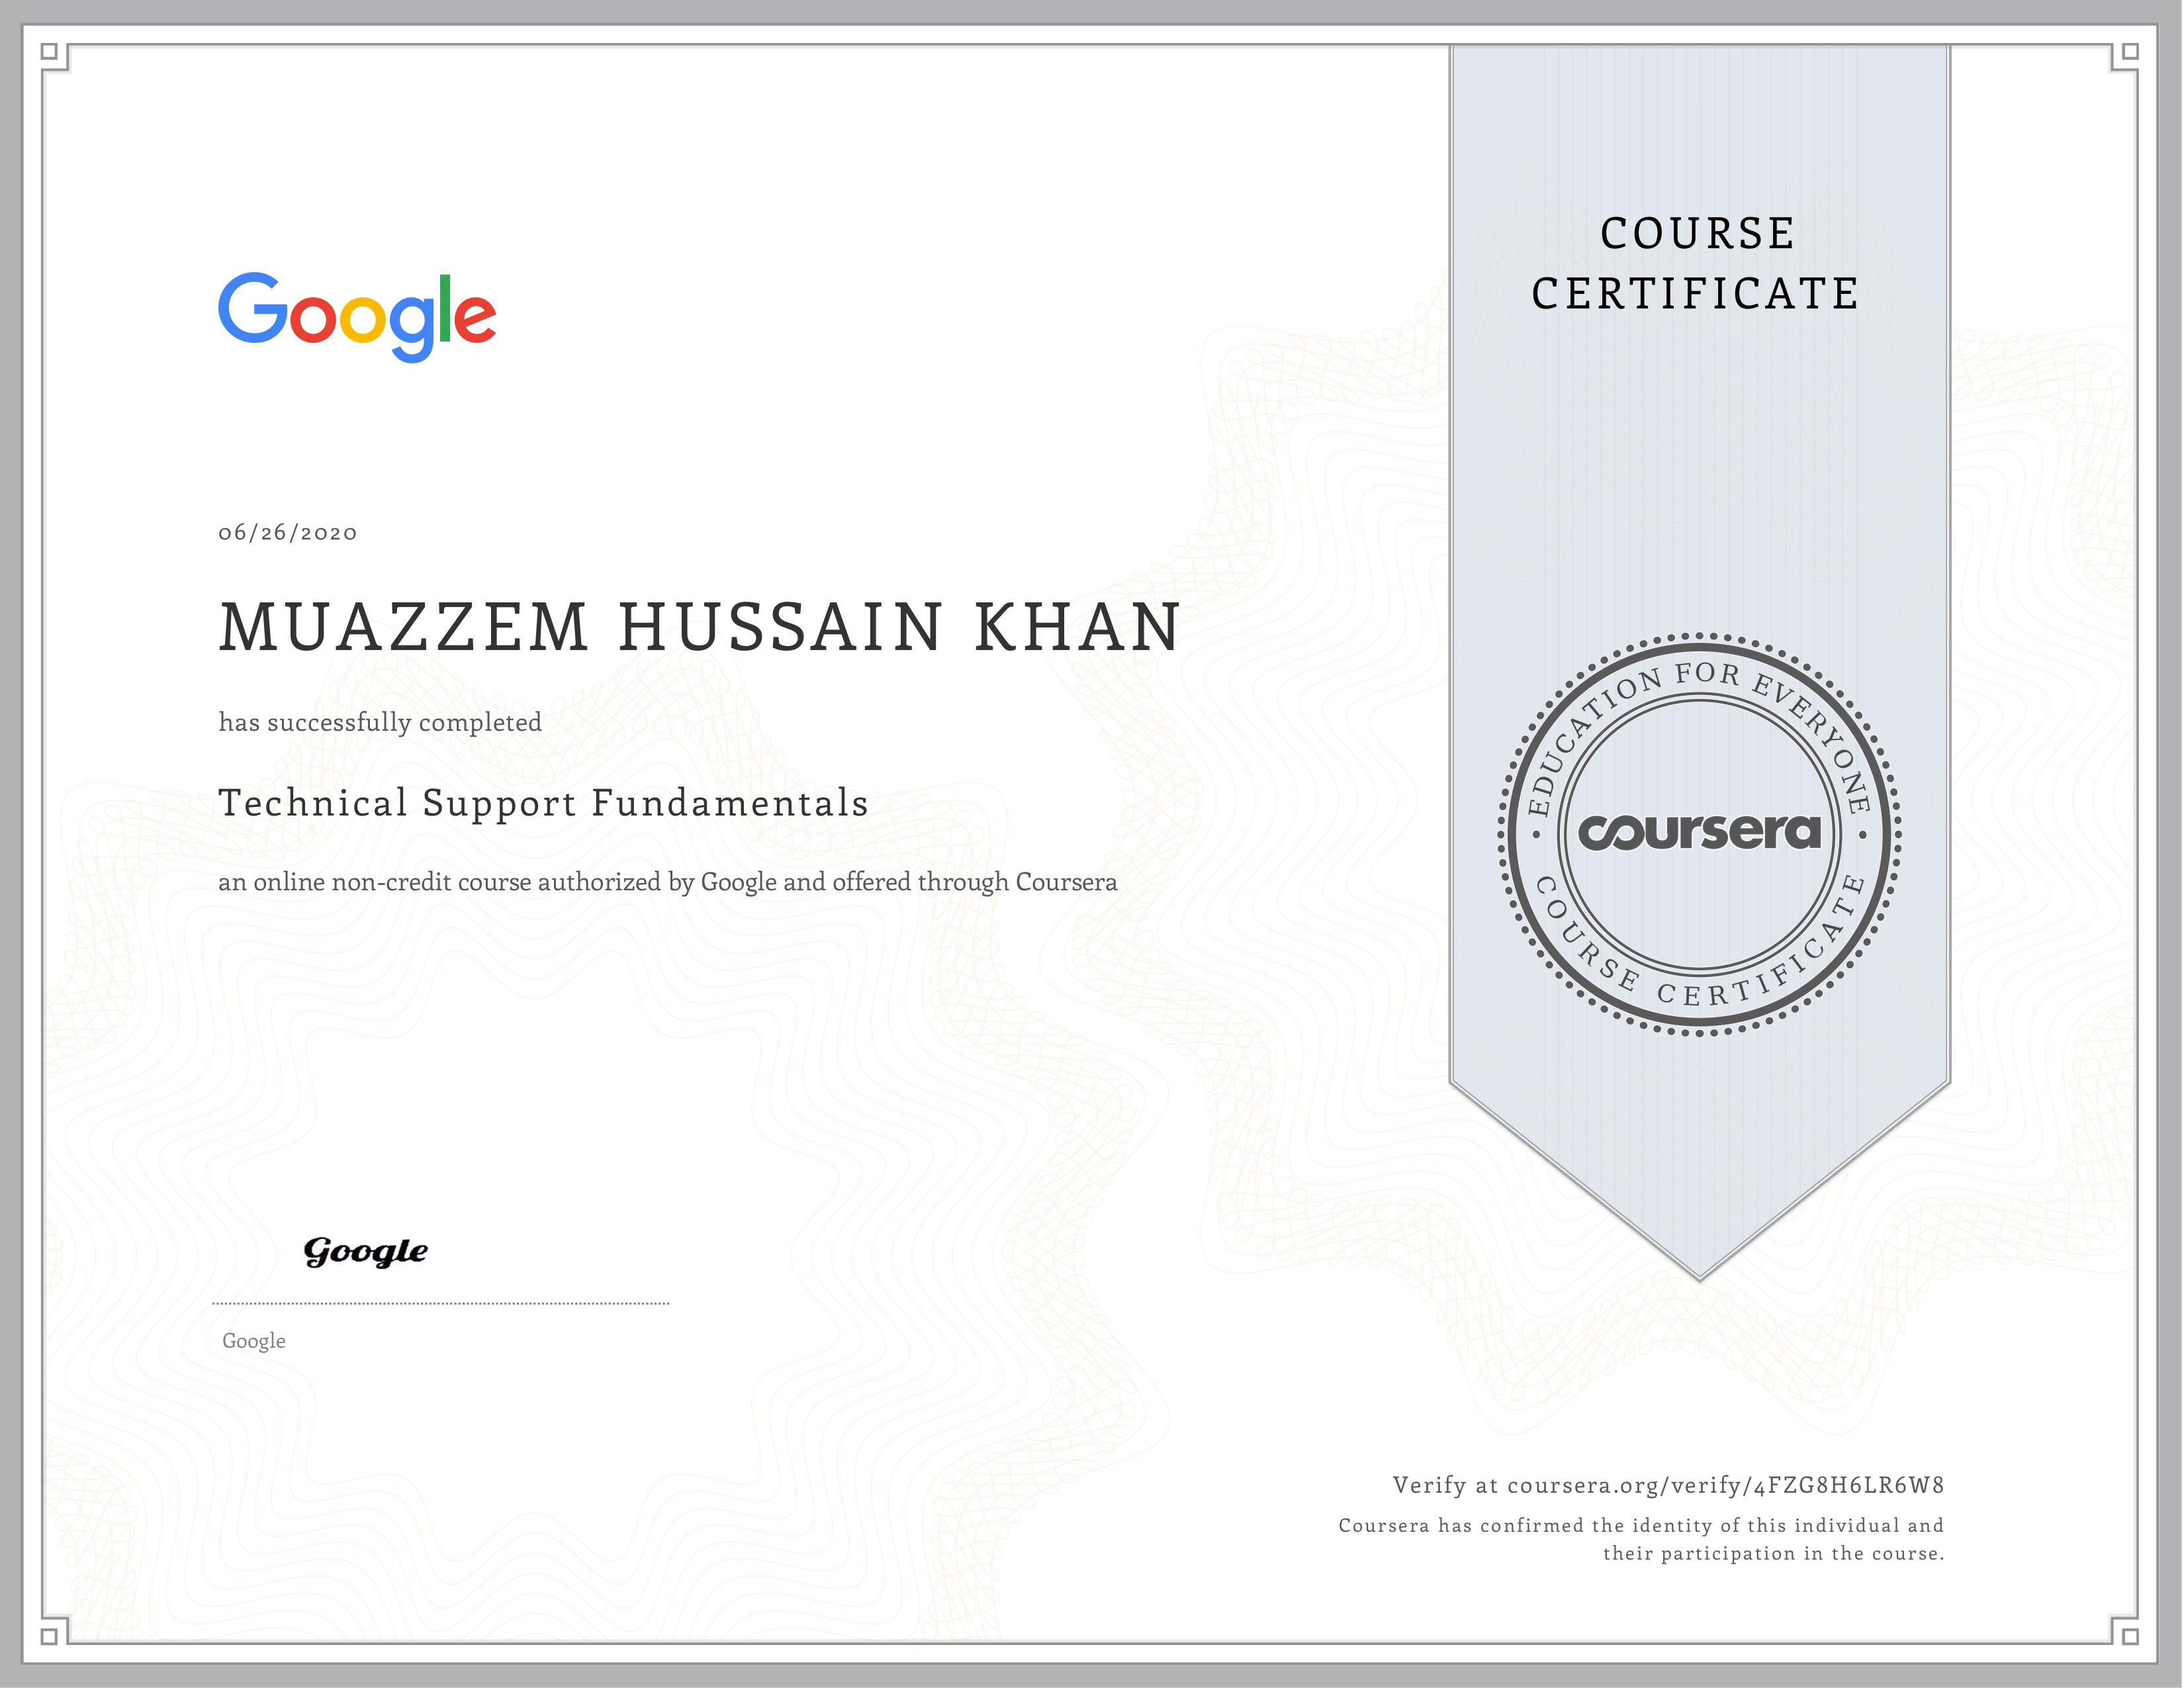 Google
06/26/2020
MUAZZEM HUSSAIN KHAN
has successfully completed
Technical Support Fundamentals
an online non-credit course authorized by Google and offered through Coursera
Google
Google
COURSE
CERTIFICATE
EDUCATION FOR EVERYONE
coursera
COURSE CERTIFICATE
Verify at coursera.org/verify/4FZG8H6LR6W8
Coursera has confirmed the identity of this individual and
their participation in the course.